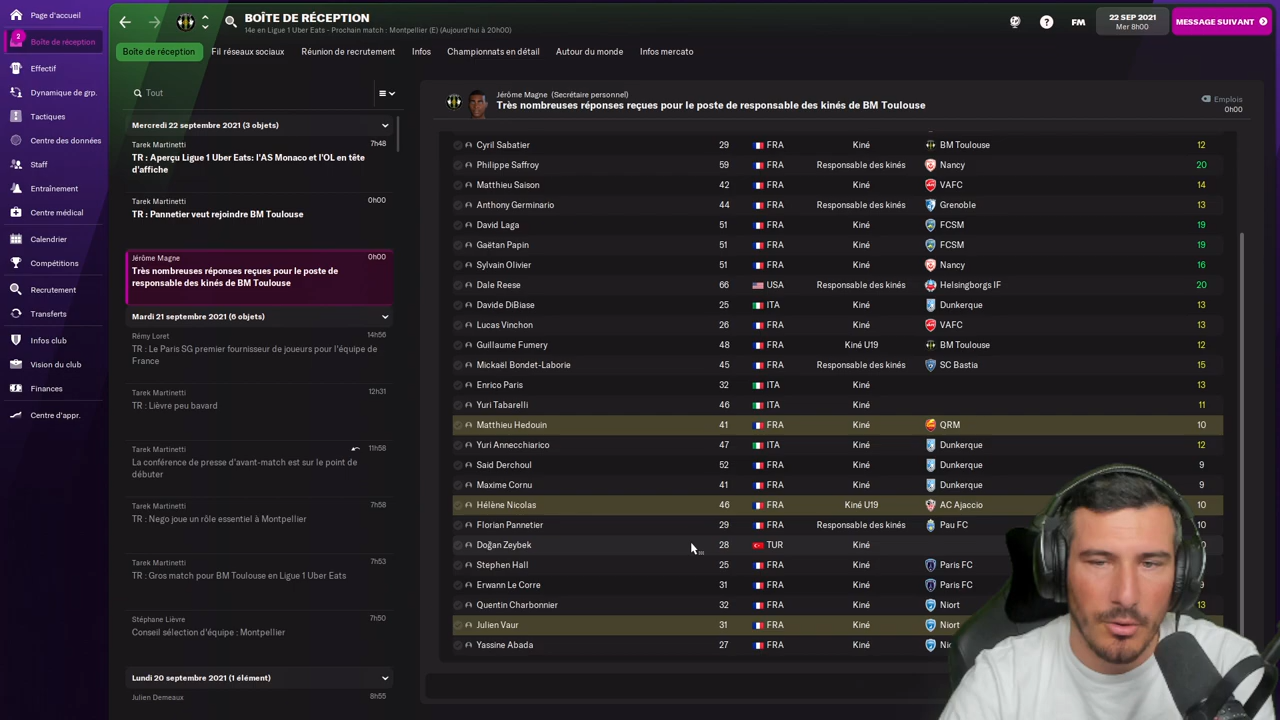 Page d'accueil
2
Boîte de réception
Effectif
Dynamique de grp.
Tactiques
Centre des données
Staff
Entraînement
Centre médical
Calendrier
Compétitions
Recrutement
Transferts
Infos club
Vision du club
Finances
Centre d'appr.
BOÎTE DE RÉCEPTION
14e en Ligue 1 Uber Eats - Prochain match : Montpellier (E) (Aujourd'hui à 20h00)
?
FM
22 SEP 2021
Mer 8h00
MESSAGE SUIVANT
Boîte de réception
Fil réseaux sociaux
Réunion de recrutement
Infos
Championnats en détail
Autour du monde
Infos mercato
Tout
Mercredi 22 septembre 2021 (3 objets)
Tarek Martinetti 7h48
TR : Aperçu Ligue 1 Uber Eats: l'AS Monaco et l'OL en tête
d'affiche
Tarek Martinetti 0h00
TR : Pannetier veut rejoindre BM Toulouse
Jérôme Magne 0h00
Très nombreuses réponses reçues pour le poste de
responsable des kinés de BM Toulouse
Mardi 21 septembre 2021 (6 objets)
Rémy Loret 14h56
TR : Le Paris SG premier fournisseur de joueurs pour l'équipe de
France
Tarek Martinetti 12h31
TR : Lièvre peu bavard
Tarek Martinetti 11h58
La conférence de presse d'avant-match est sur le point de
débuter
Tarek Martinetti 7h58
TR : Nego joue un rôle essentiel à Montpellier
Tarek Martinetti 7h53
TR : Gros match pour BM Toulouse en Ligue 1 Uber Eats
Stéphane Lièvre 7h50
Conseil sélection d'équipe : Montpellier
Lundi 20 septembre 2021 (1 élément)
Julien Demeaux 8h55
Jérôme Magne (Secrétaire personnel)
Très nombreuses réponses reçues pour le poste de responsable des kinés de BM Toulouse
Emplois
0h00
Cyril Sabatier 29 FRA Kiné BM Toulouse 12
Philippe Saffroy 59 FRA Responsable des kinés Nancy 20
Matthieu Saison 42 FRA Kiné VAFC 14
Anthony Germinario 44 FRA Responsable des kinés Grenoble 13
David Laga 51 FRA Kiné FCSM 19
Gaëtan Papin 51 FRA Kiné FCSM 19
Sylvain Olivier 51 FRA Kiné Nancy 16
Dale Reese 66 USA Responsable des kinés Helsingborgs IF 20
Davide DiBiase 25 ITA Kiné Dunkerque 13
Lucas Vinchon 26 FRA Kiné VAFC 13
Guillaume Fumery 48 FRA Kiné U19 BM Toulouse 12
Mickaël Bondet-Laborie 45 FRA Responsable des kinés SC Bastia 15
Enrico Paris 32 ITA Kiné 13
Yuri Tabarelli 46 ITA Kiné 11
Matthieu Hedouin 41 FRA Kiné QRM 10
Yuri Annecchiarico 47 ITA Kiné Dunkerque 12
Said Derchoul 52 FRA Kiné Dunkerque 9
Maxime Cornu 41 FRA Kiné Dunkerque 9
Hélène Nicolas 46 FRA Kiné U19 AC Ajaccio 10
Florian Pannetier 29 FRA Responsable des kinés Pau FC 10
Doğan Zeybek 28 TUR Kiné
Stephen Hall 25 FRA Kiné Paris FC
Erwann Le Corre 31 FRA Kiné Paris FC
Quentin Charbonnier 32 FRA Kiné Niort 13
Julien Vaur 31 FRA Kiné Niort
Yassine Abada 27 FRA Kiné